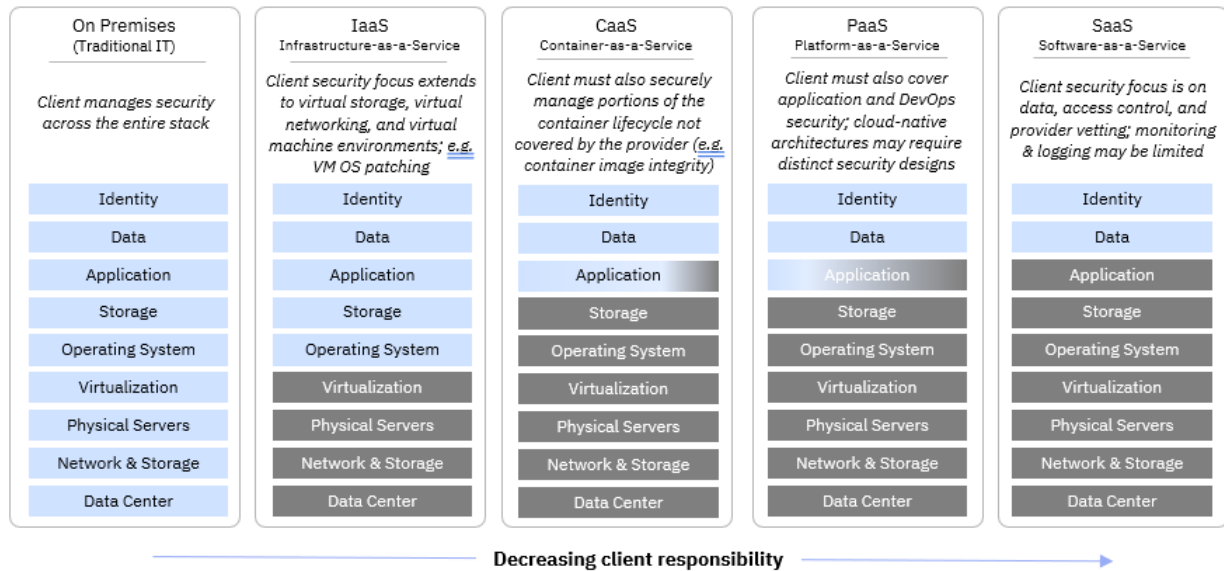 On Premises
(Traditional IT)
Client manages security
across the entire stack
Identity
Data
Application
Storage
Operating System
Virtualization
Physical Servers
Network & Storage
Data Center
IaaS
Infrastructure-as-a-Service
Client security focus extends
to virtual storage, virtual
networking, and virtual
machine environments; e.g.
VM OS patching
Identity
Data
Application
Storage
Operating System
Virtualization
Physical Servers
Network & Storage
Data Center
CaaS
Container-as-a-Service
Client must also securely
manage portions of the
container lifecycle not
covered by the provider (e.g.
container image integrity)
Identity
Data
Application
Storage
Operating System
Virtualization
Physical Servers
Network & Storage
Data Center
PaaS
Platform-as-a-Service
Client must also cover
application and DevOps
security; cloud-native
architectures may require
distinct security designs
Identity
Data
Application
Storage
Operating System
Virtualization
Physical Servers
Network & Storage
Data Center
SaaS
Software-as-a-Service
Client security focus is on
data, access control, and
provider vetting; monitoring
& logging may be limited
Identity
Data
Application
Storage
Operating System
Virtualization
Physical Servers
Network & Storage
Data Center
Decreasing client responsibility